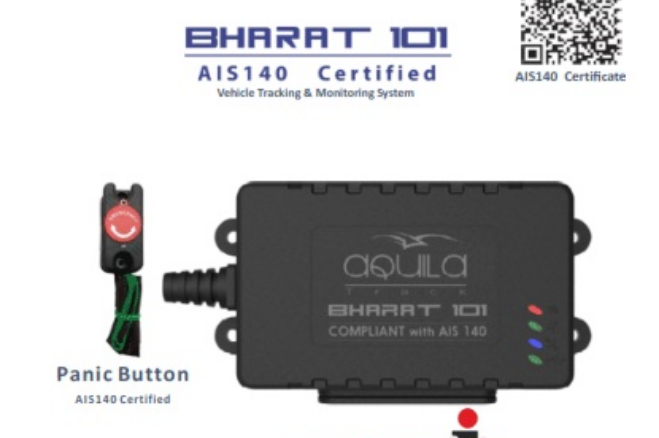 BHARAT 101
AIS140 Certified
Vehicle Tracking & Monitoring System
AIS140 Certificate
aquila
TRACK
BHARAT 101
COMPLIANT with AIS 140
Panic Button
AIS140 Certified